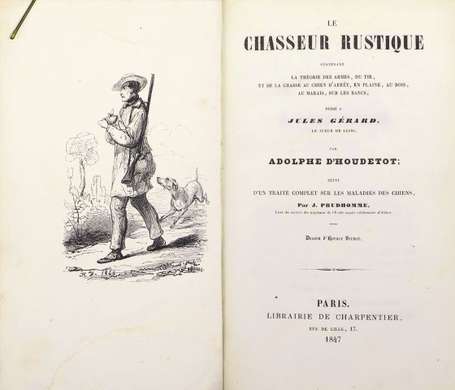 LE
CHASSEUR RUSTIQUE
CONTENANT
LA THÉORIE DES ARMES, DU TIR,
ET DE LA CHASSE AU CHIEN D'ARRÊT, EN PLAINE, AU BOIS,
AU MARAIS, SUR LES BANCS,
DÉDIÉ A
JULES GÉRARD,
LE TUEUR DE LIONS,
PAR
ADOLPHE D'HOUDETOT;
SUIVI
D'UN TRAITÉ COMPLET SUR LES MALADIES DES CHIENS,
Par J. PRUDHOMME,
Dessin d'Horace Vernet.
PARIS.
LIBRAIRIE DE CHARPENTIER,
RUE DE LILLE, 17.
1847